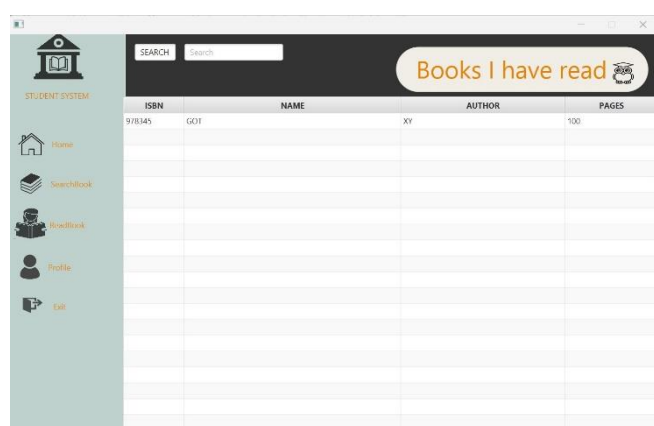 SEARCH Search
Books I have read
STUDENT SYSTEM
ISBN NAME AUTHOR PAGES
978345 GOT XY 100
Home
SearchBook
ReadBook
Profile
Exit